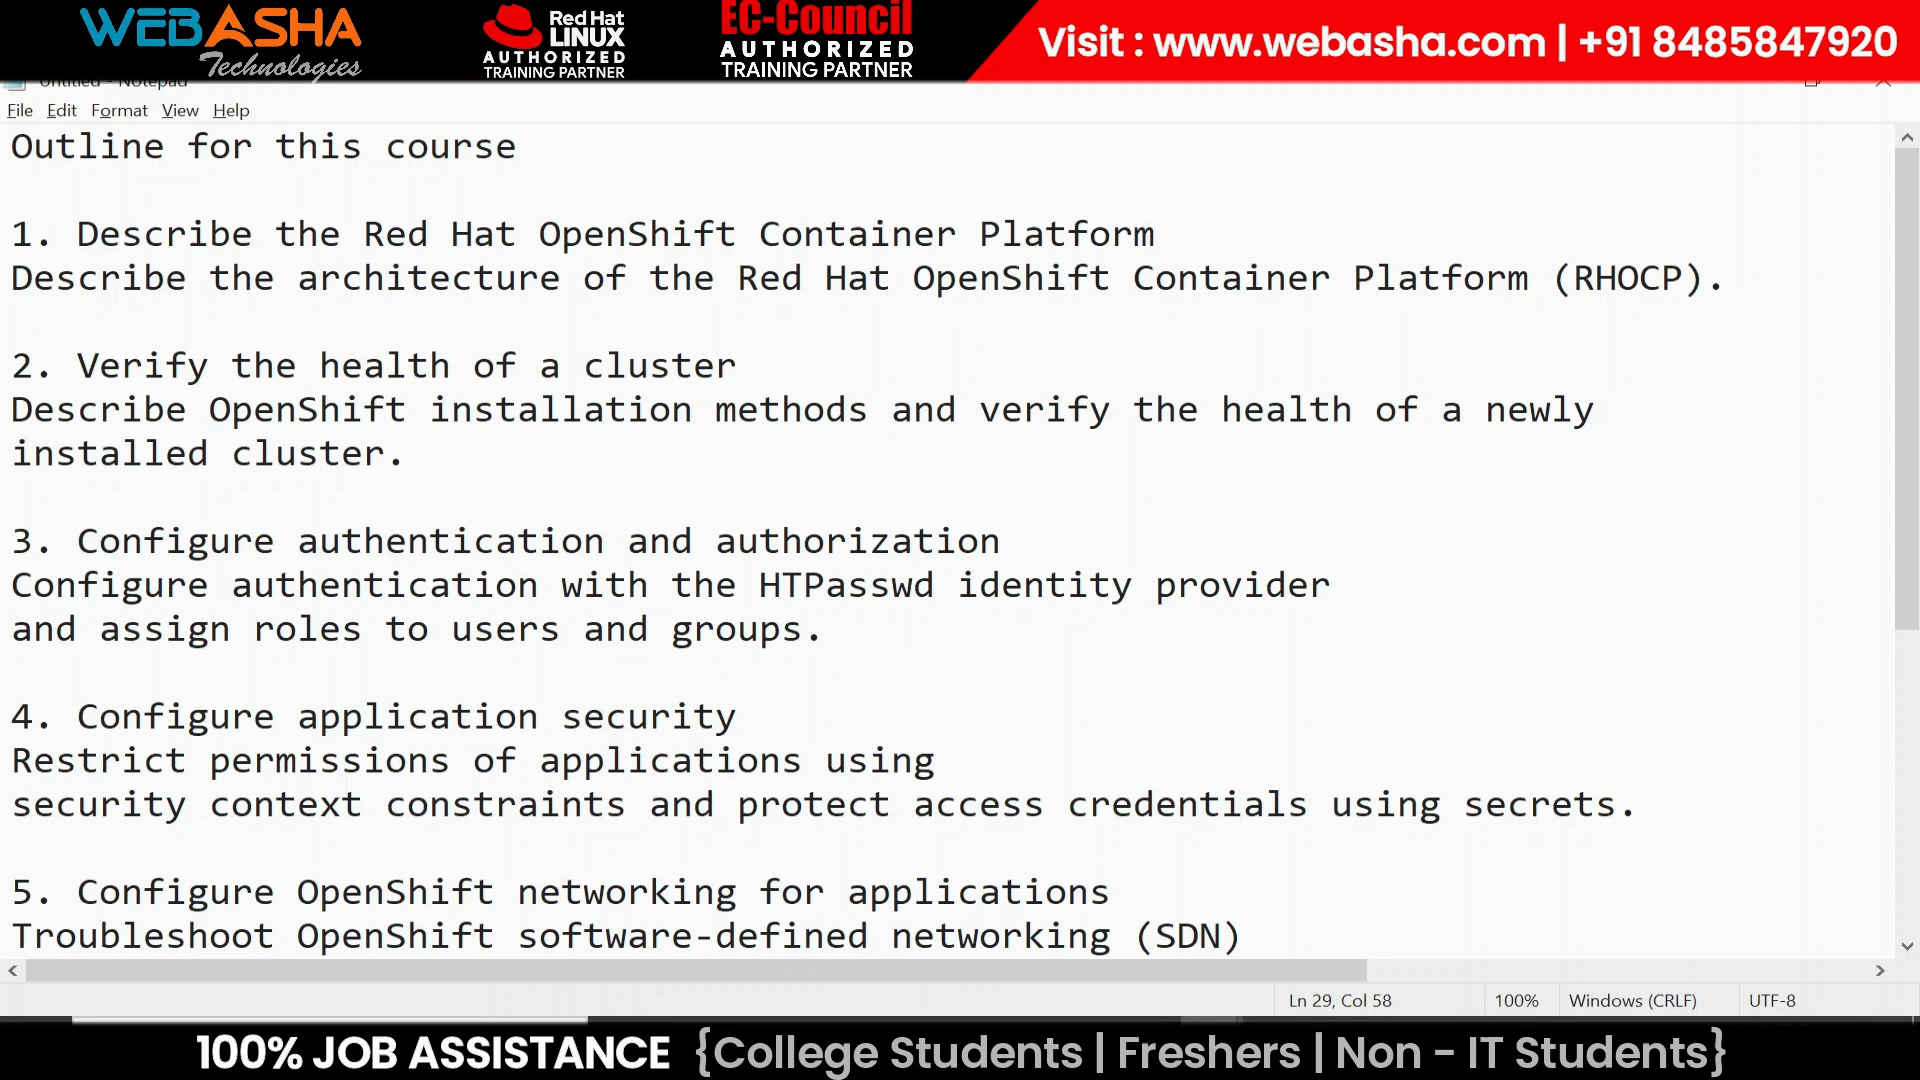 WEBASHA
Technologies
Red Hat
LINUX
AUTHORIZED
TRAINING PARTNER
EC-Council
AUTHORIZED
TRAINING PARTNER
Visit : www.webasha.com | +91 8485847920
Untitled - Notepad
File Edit Format View Help
Outline for this course
1. Describe the Red Hat OpenShift Container Platform
Describe the architecture of the Red Hat OpenShift Container Platform (RHOCP).
2. Verify the health of a cluster
Describe OpenShift installation methods and verify the health of a newly
installed cluster.
3. Configure authentication and authorization
Configure authentication with the HTPasswd identity provider
and assign roles to users and groups.
4. Configure application security
Restrict permissions of applications using
security context constraints and protect access credentials using secrets.
5. Configure OpenShift networking for applications
Troubleshoot OpenShift software-defined networking (SDN)
Ln 29, Col 58 100% Windows (CRLF) UTF-8
100% JOB ASSISTANCE {College Students | Freshers | Non - IT Students}